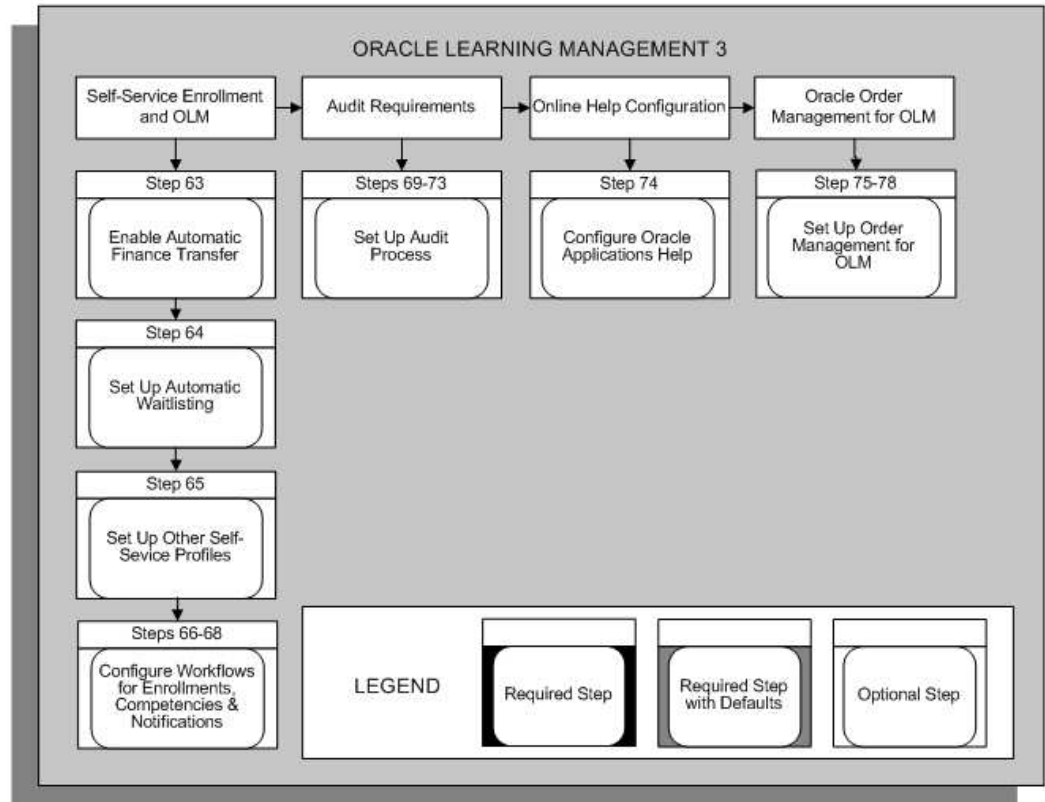 ORACLE LEARNING MANAGEMENT 3
Self-Service Enrollment
and OLM
Audit Requirements
Online Help Configuration
Oracle Order
Management for OLM
Step 63
Enable Automatic
Finance Transfer
Steps 69-73
Set Up Audit
Process
Step 74
Configure Oracle
Applications Help
Step 75-78
Set Up Order
Management for
OLM
Step 64
Set Up Automatic
Waitlisting
Step 65
Set Up Other Self-
Sevice Profiles
Steps 66-68
Configure Workflows
for Enrollments,
Competencies &
Notifications
LEGEND
Required Step
Required Step
with Defaults
Optional Step